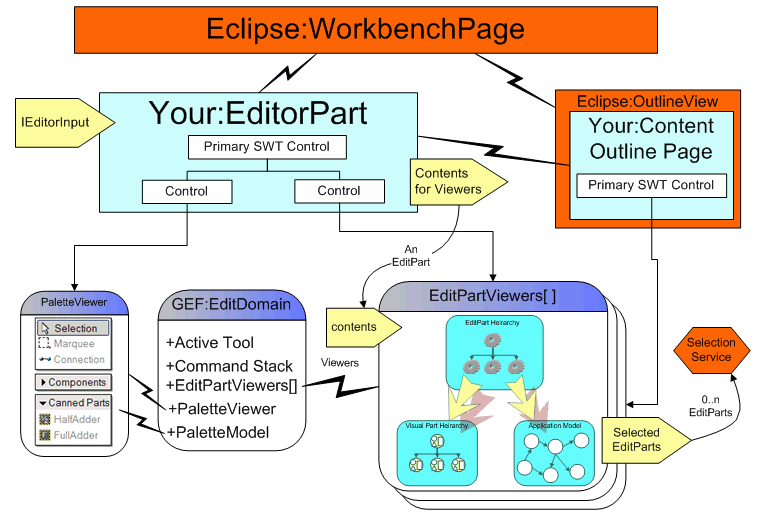 Eclipse:WorkbenchPage
IEditorInput
Your:EditorPart
Primary SWT Control
Control
Control
Contents
for Viewers
Eclipse:OutlineView
Your:Content
Outline Page
Primary SWT Control
An
EditPart
PaletteViewer
Selection
Marquee
Connection
Components
Canned Parts
HalfAdder
FullAdder
GEF:EditDomain
+Active Tool
+Command Stack
+EditPartViewers[]
+PaletteViewer
+PaletteModel
Viewers
contents
EditPartViewers[ ]
EditPart Heirarchy
Visual Part Heirarchy
Application Model
Selection
Service
0..n
EditParts
Selected
EditParts